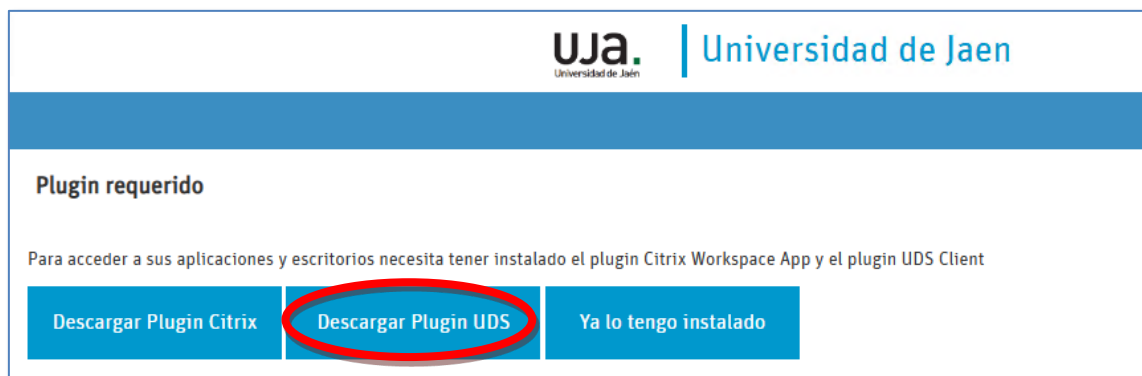 uja.
Universidad de Jaén
Universidad de Jaen
Plugin requerido
Para acceder a sus aplicaciones y escritorios necesita tener instalado el plugin Citrix Workspace App y el plugin UDS Client
Descargar Plugin Citrix
Descargar Plugin UDS
Ya lo tengo instalado